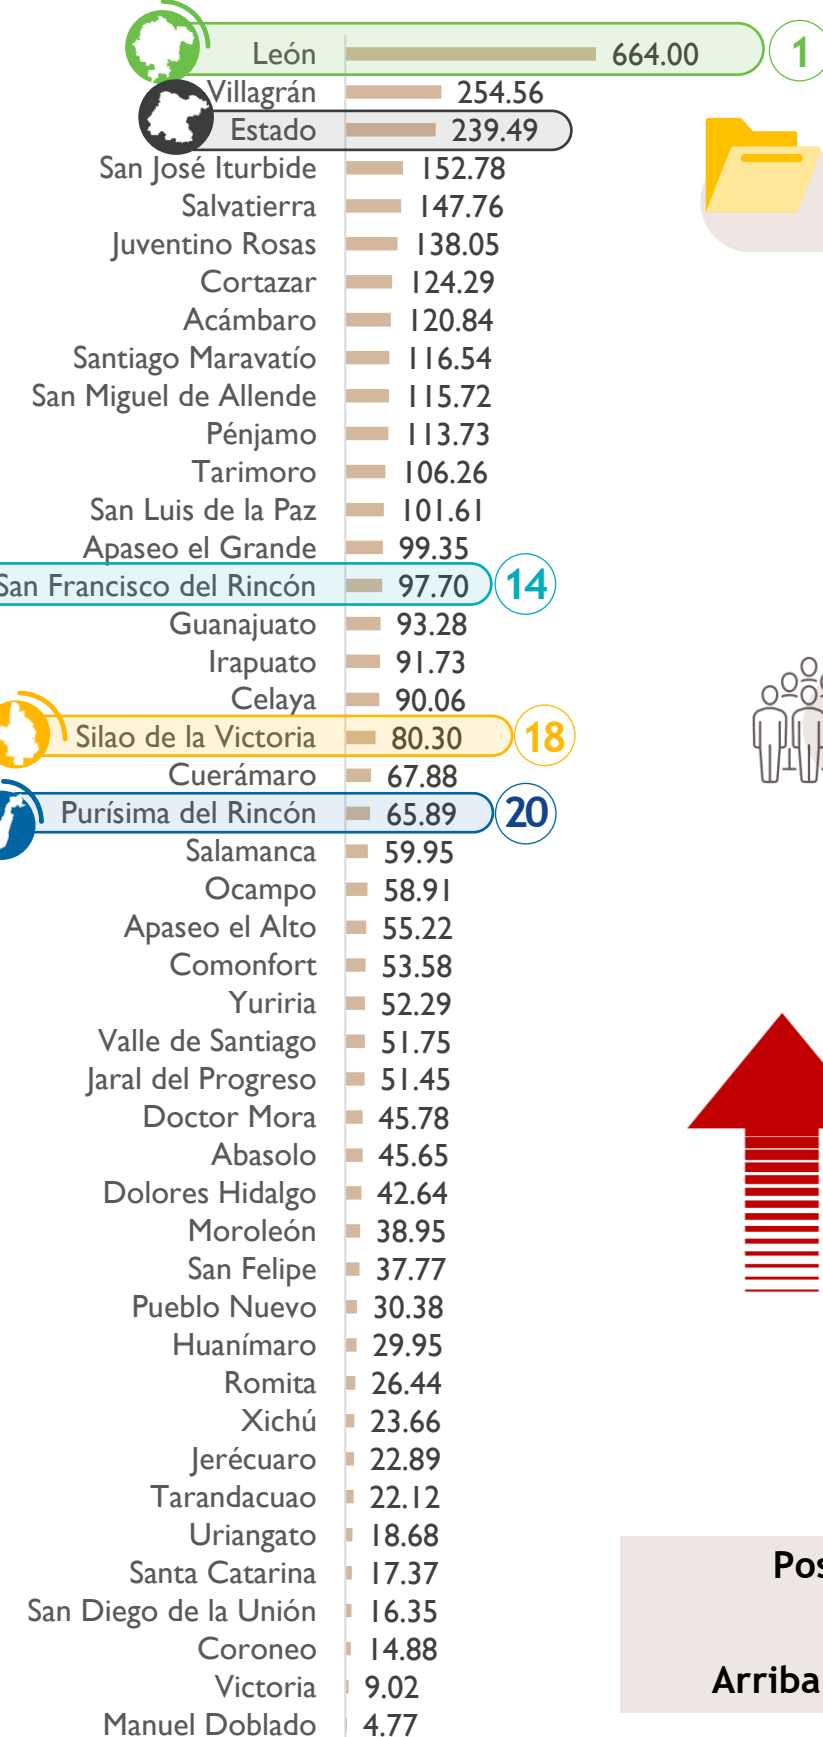 León 664.00 1
Villagrán 254.56
Estado 239.49
San José Iturbide 152.78
Salvatierra 147.76
Juventino Rosas 138.05
Cortazar 124.29
Acámbaro 120.84
Santiago Maravatío 116.54
San Miguel de Allende 115.72
Pénjamo 113.73
Tarimoro 106.26
San Luis de la Paz 101.61
Apaseo el Grande 99.35
San Francisco del Rincón 97.70 14
Guanajuato 93.28
Irapuato 91.73
Celaya 90.06
Silao de la Victoria 80.30 18
Cuerámaro 67.88
Purísima del Rincón 65.89 20
Salamanca 59.95
Ocampo 58.91
Apaseo el Alto 55.22
Comonfort 53.58
Yuriria 52.29
Valle de Santiago 51.75
Jaral del Progreso 51.45
Doctor Mora 45.78
Abasolo 45.65
Dolores Hidalgo 42.64
Moroleón 38.95
San Felipe 37.77
Pueblo Nuevo 30.38
Huanímaro 29.95
Romita 26.44
Xichú 23.66
Jerécuaro 22.89
Tarandacuao 22.12
Uriangato 18.68
Santa Catarina 17.37
San Diego de la Unión 16.35
Coroneo 14.88
Victoria 9.02
Manuel Doblado 4.77
Arriba